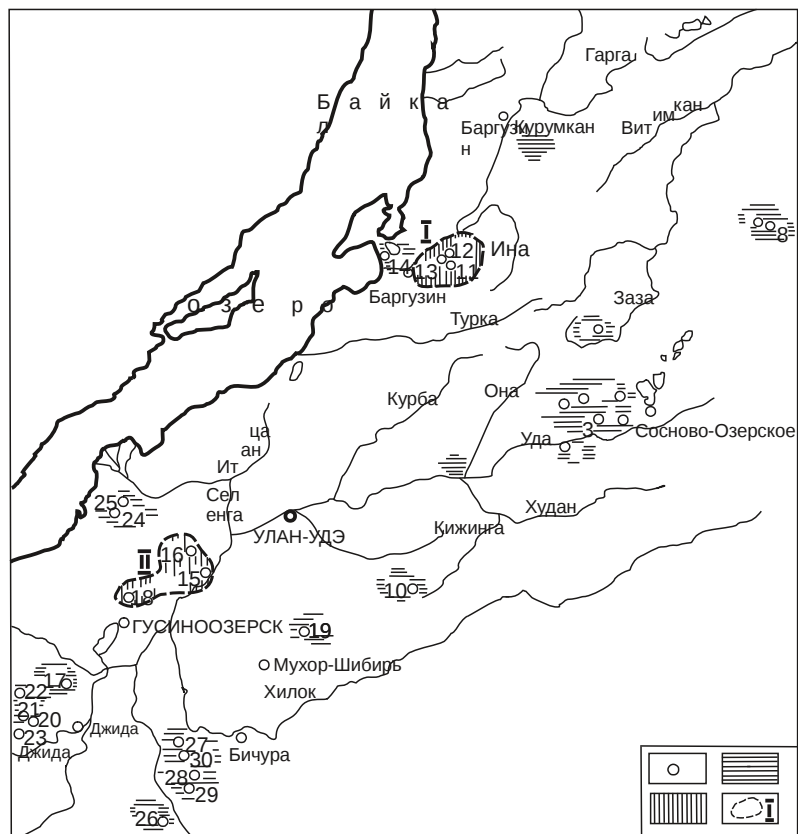 Гарга
Б а й к а
л
кан
им
Вит
Баргузи
н
Курумкан
8
I
12
Ина
14
13
11
Баргузин
о з е р о
Заза
Турка
Курба
Она
ца
ан
Ит
3
Уда
Сосново-Озерское
Сел
енга
25
24
Худан
УЛАН-УДЭ
Кижинга
II
16
15
10
18
ГУСИНООЗЕРСК
19
Мухор-Шибирь
17
22
Хилок
21
20
23
Джида
Джида
27
Бичура
30
28
29
26
I